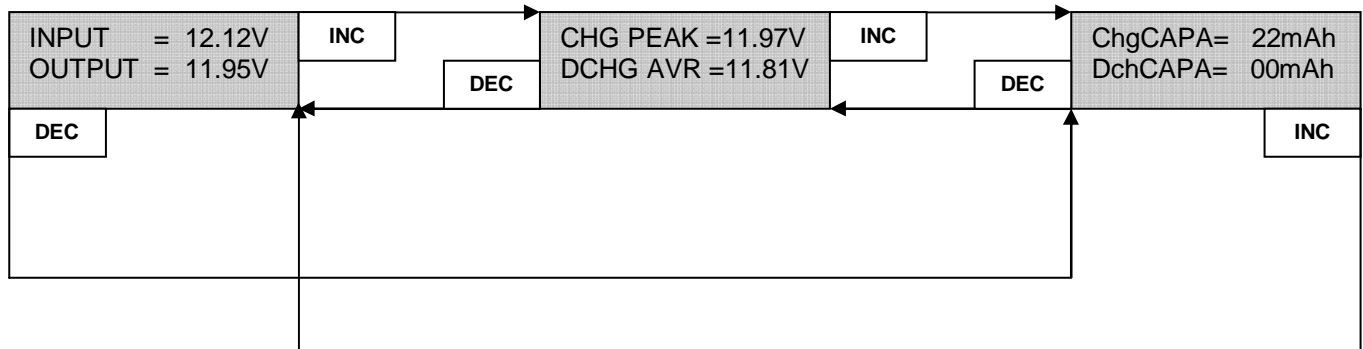 INPUT = 12.12V
OUTPUT = 11.95V
INC
DEC
CHG PEAK =11.97V
DCHG AVR =11.81V
INC
DEC
ChgCAPA= 22mAh
DchCAPA= 00mAh
DEC
INC